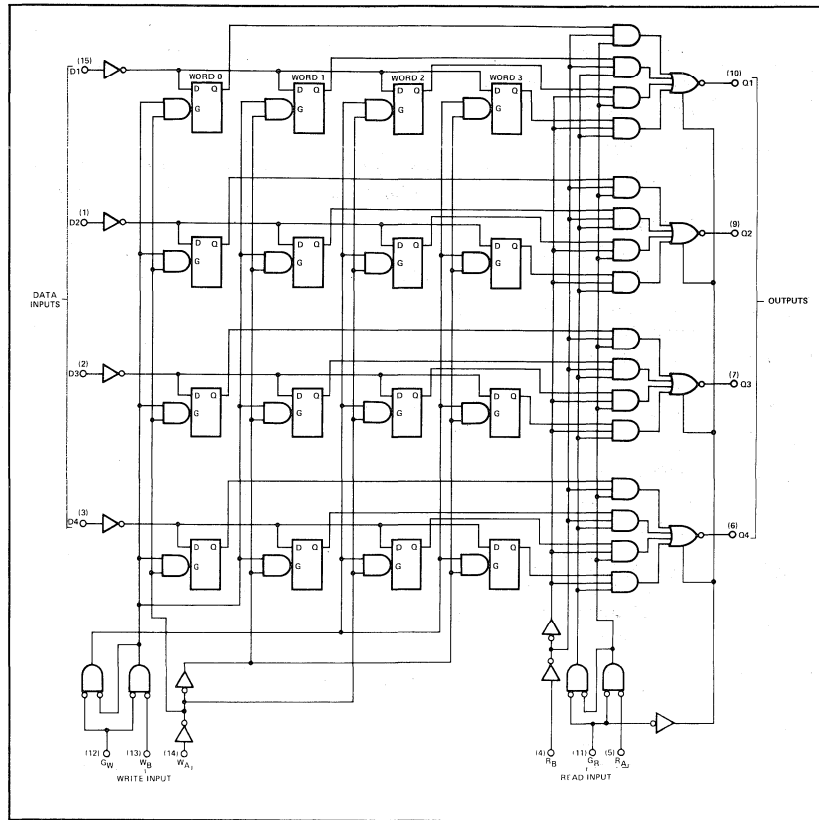 (15)
D1
WORD 0
WORD 1
WORD 2
WORD 3
(10)
Q1
D Q
G
D Q
G
D Q
G
D Q
G
(1)
D2
(9)
Q2
D Q
G
D Q
G
D Q
G
D Q
G
DATA
INPUTS
OUTPUTS
(2)
D3
(7)
Q3
D Q
G
D Q
G
D Q
G
D Q
G
(3)
D4
(6)
Q4
D Q
G
D Q
G
D Q
G
D Q
G
(12)
GW
(13)
WB
(14)
WA
WRITE INPUT
(4)
RB
(11)
GR
(5)
RA
READ INPUT